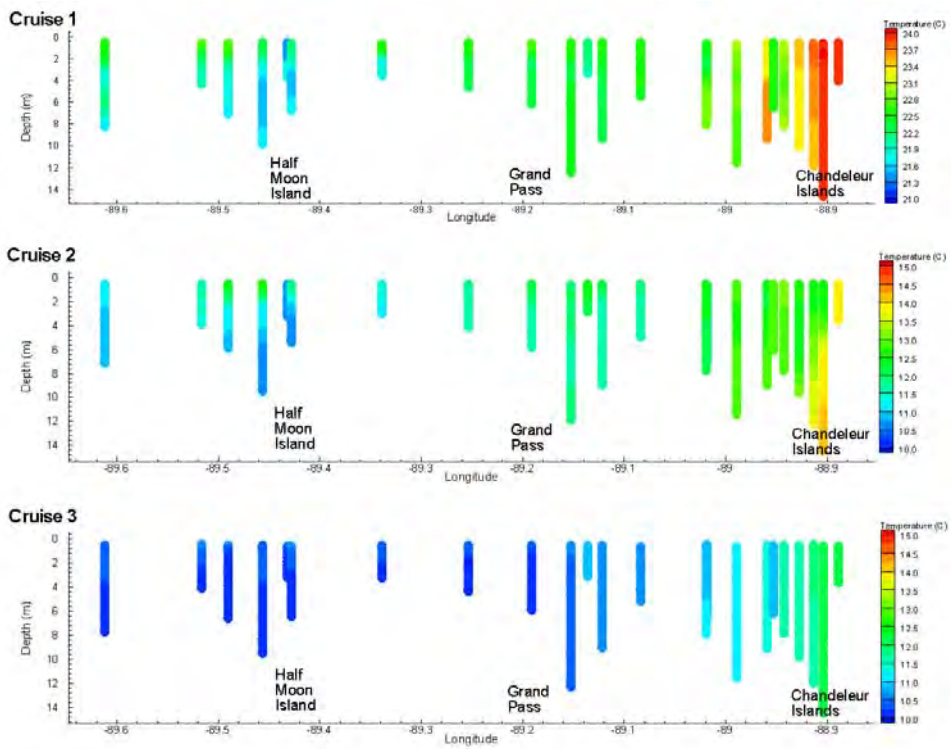 Cruise 1
Temperature (C)
0
2
4
6
8
10
12
14
Depth (m)
24.0
23.7
23.4
23.1
22.8
22.5
22.2
21.9
21.6
21.3
21.0
Half
Moon
Island
Grand
Pass
Chandeleur
Islands
-89.6
-89.5
-89.4
-89.3
-89.2
-89.1
-89
-88.9
Longitude
Cruise 2
Temperature (C)
0
2
4
6
8
10
12
14
Depth (m)
15.0
14.5
14.0
13.5
13.0
12.5
12.0
11.5
11.0
10.5
10.0
Half
Moon
Island
Grand
Pass
Chandeleur
Islands
-89.6
-89.5
-89.4
-89.3
-89.2
-89.1
-89
-88.9
Longitude
Cruise 3
Temperature (C)
0
2
4
6
8
10
12
14
Depth (m)
15.0
14.5
14.0
13.5
13.0
12.5
12.0
11.5
11.0
10.5
10.0
Half
Moon
Island
Grand
Pass
Chandeleur
Islands
-89.6
-89.5
-89.4
-89.3
-89.2
-89.1
-89
-88.9
Longitude